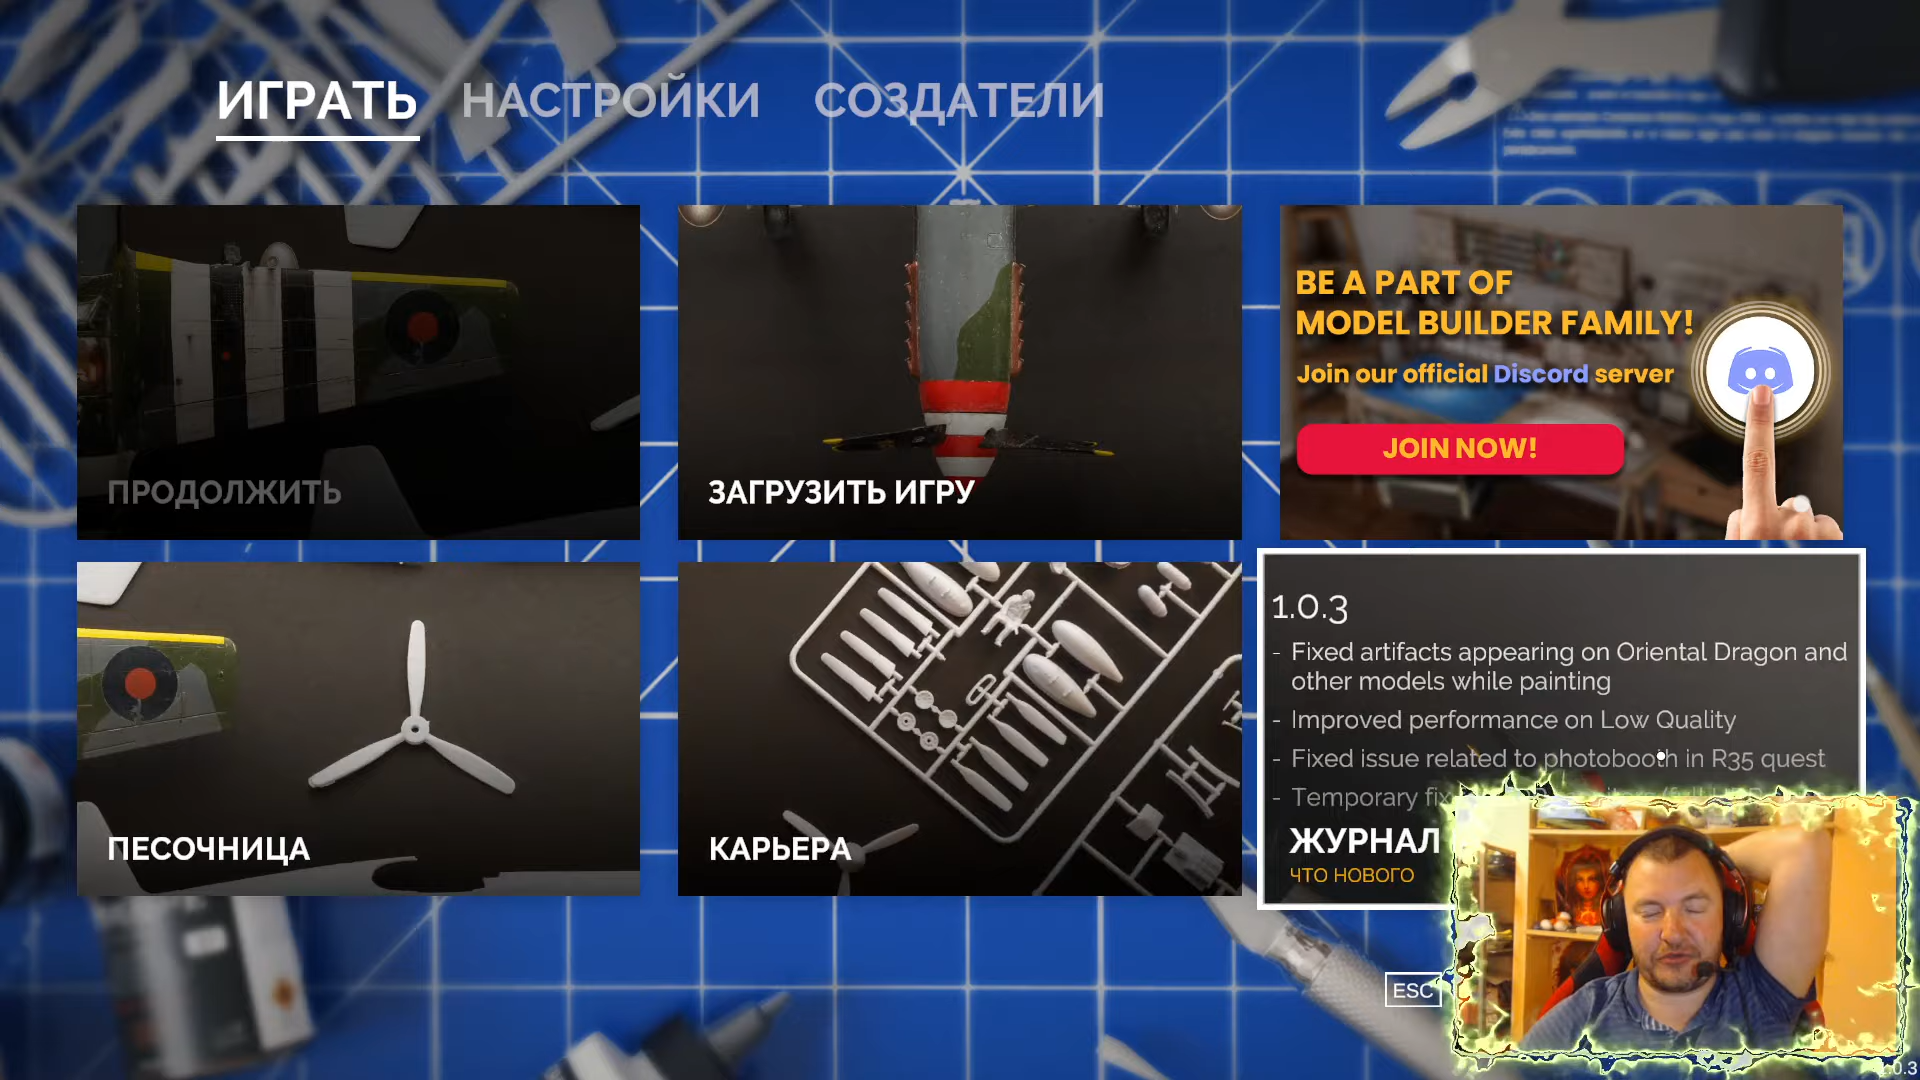 ИГРАТЬ НАСТРОЙКИ СОЗДАТЕЛИ
ПРОДОЛЖИТЬ
ЗАГРУЗИТЬ ИГРУ
BE A PART OF
MODEL BUILDER FAMILY!
Join our official Discord server
JOIN NOW!
ПЕСОЧНИЦА
КАРЬЕРА
1.0.3
- Fixed artifacts appearing on Oriental Dragon and
other models while painting
- Improved performance on Low Quality
- Fixed issue related to photobooth in R35 quest
- Temporary
ЖУРНАЛ
ЧТО НОВОГО
ESC